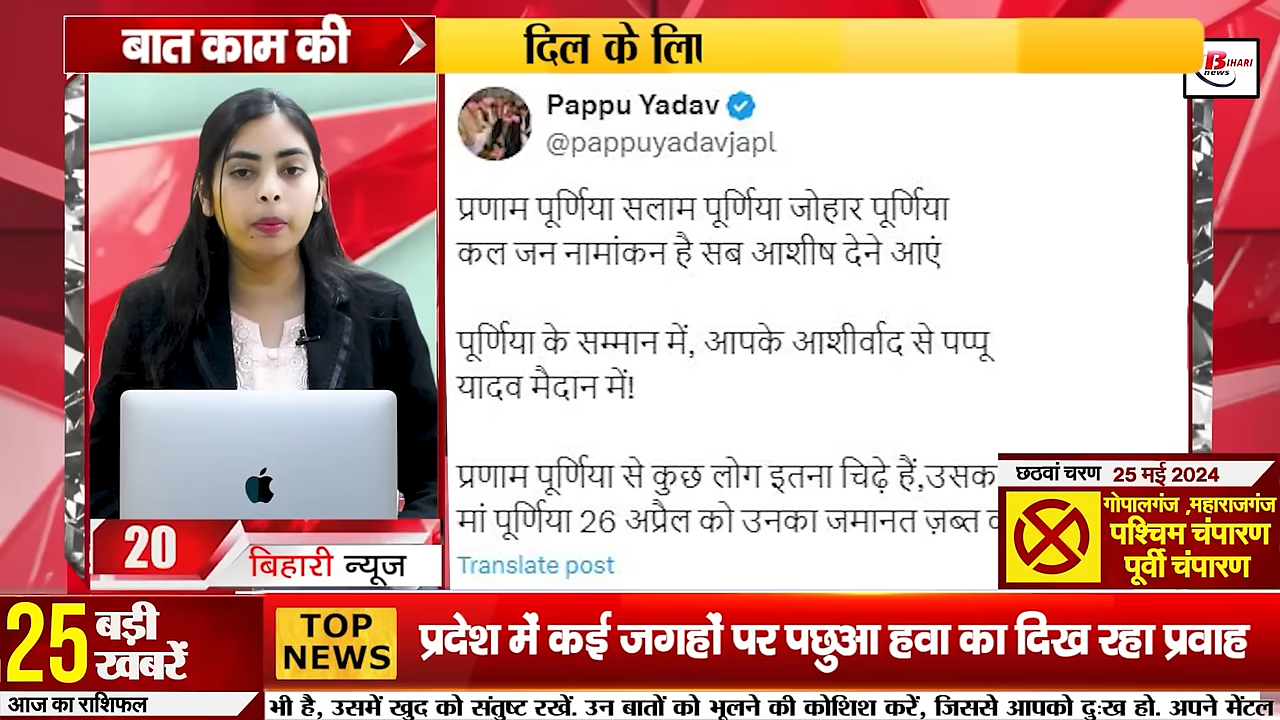 बात काम की
दिल के लि
BIHARI
news
Pappu Yadav
@pappuyadavjapl
प्रणाम पूर्णिया सलाम पूर्णिया जोहार पूर्णिया
कल जन नामांकन है सब आशीष देने आएं
पूर्णिया के सम्मान में, आपके आशीर्वाद से पप्पू
यादव मैदान में!
प्रणाम पूर्णिया से कुछ लोग इतना चिढ़े हैं,उसक
मां पूर्णिया 26 अप्रैल को उनका जमानत ज़ब्त
Translate post
छठवां चरण 25 मई 2024
गोपालगंज ,महाराजगंज
पश्चिम चंपारण
पूर्वी चंपारण
20
बिहारी न्यूज
25 बड़ी
खबरें
TOP
NEWS
प्रदेश में कई जगहों पर पछुआ हवा का दिख रहा प्रवाह
आज का राशिफल
भी है, उसमें खुद को संतुष्ट रखें. उन बातों को भूलने की कोशिश करें, जिससे आपको दुःख हो. अपने मेंटल